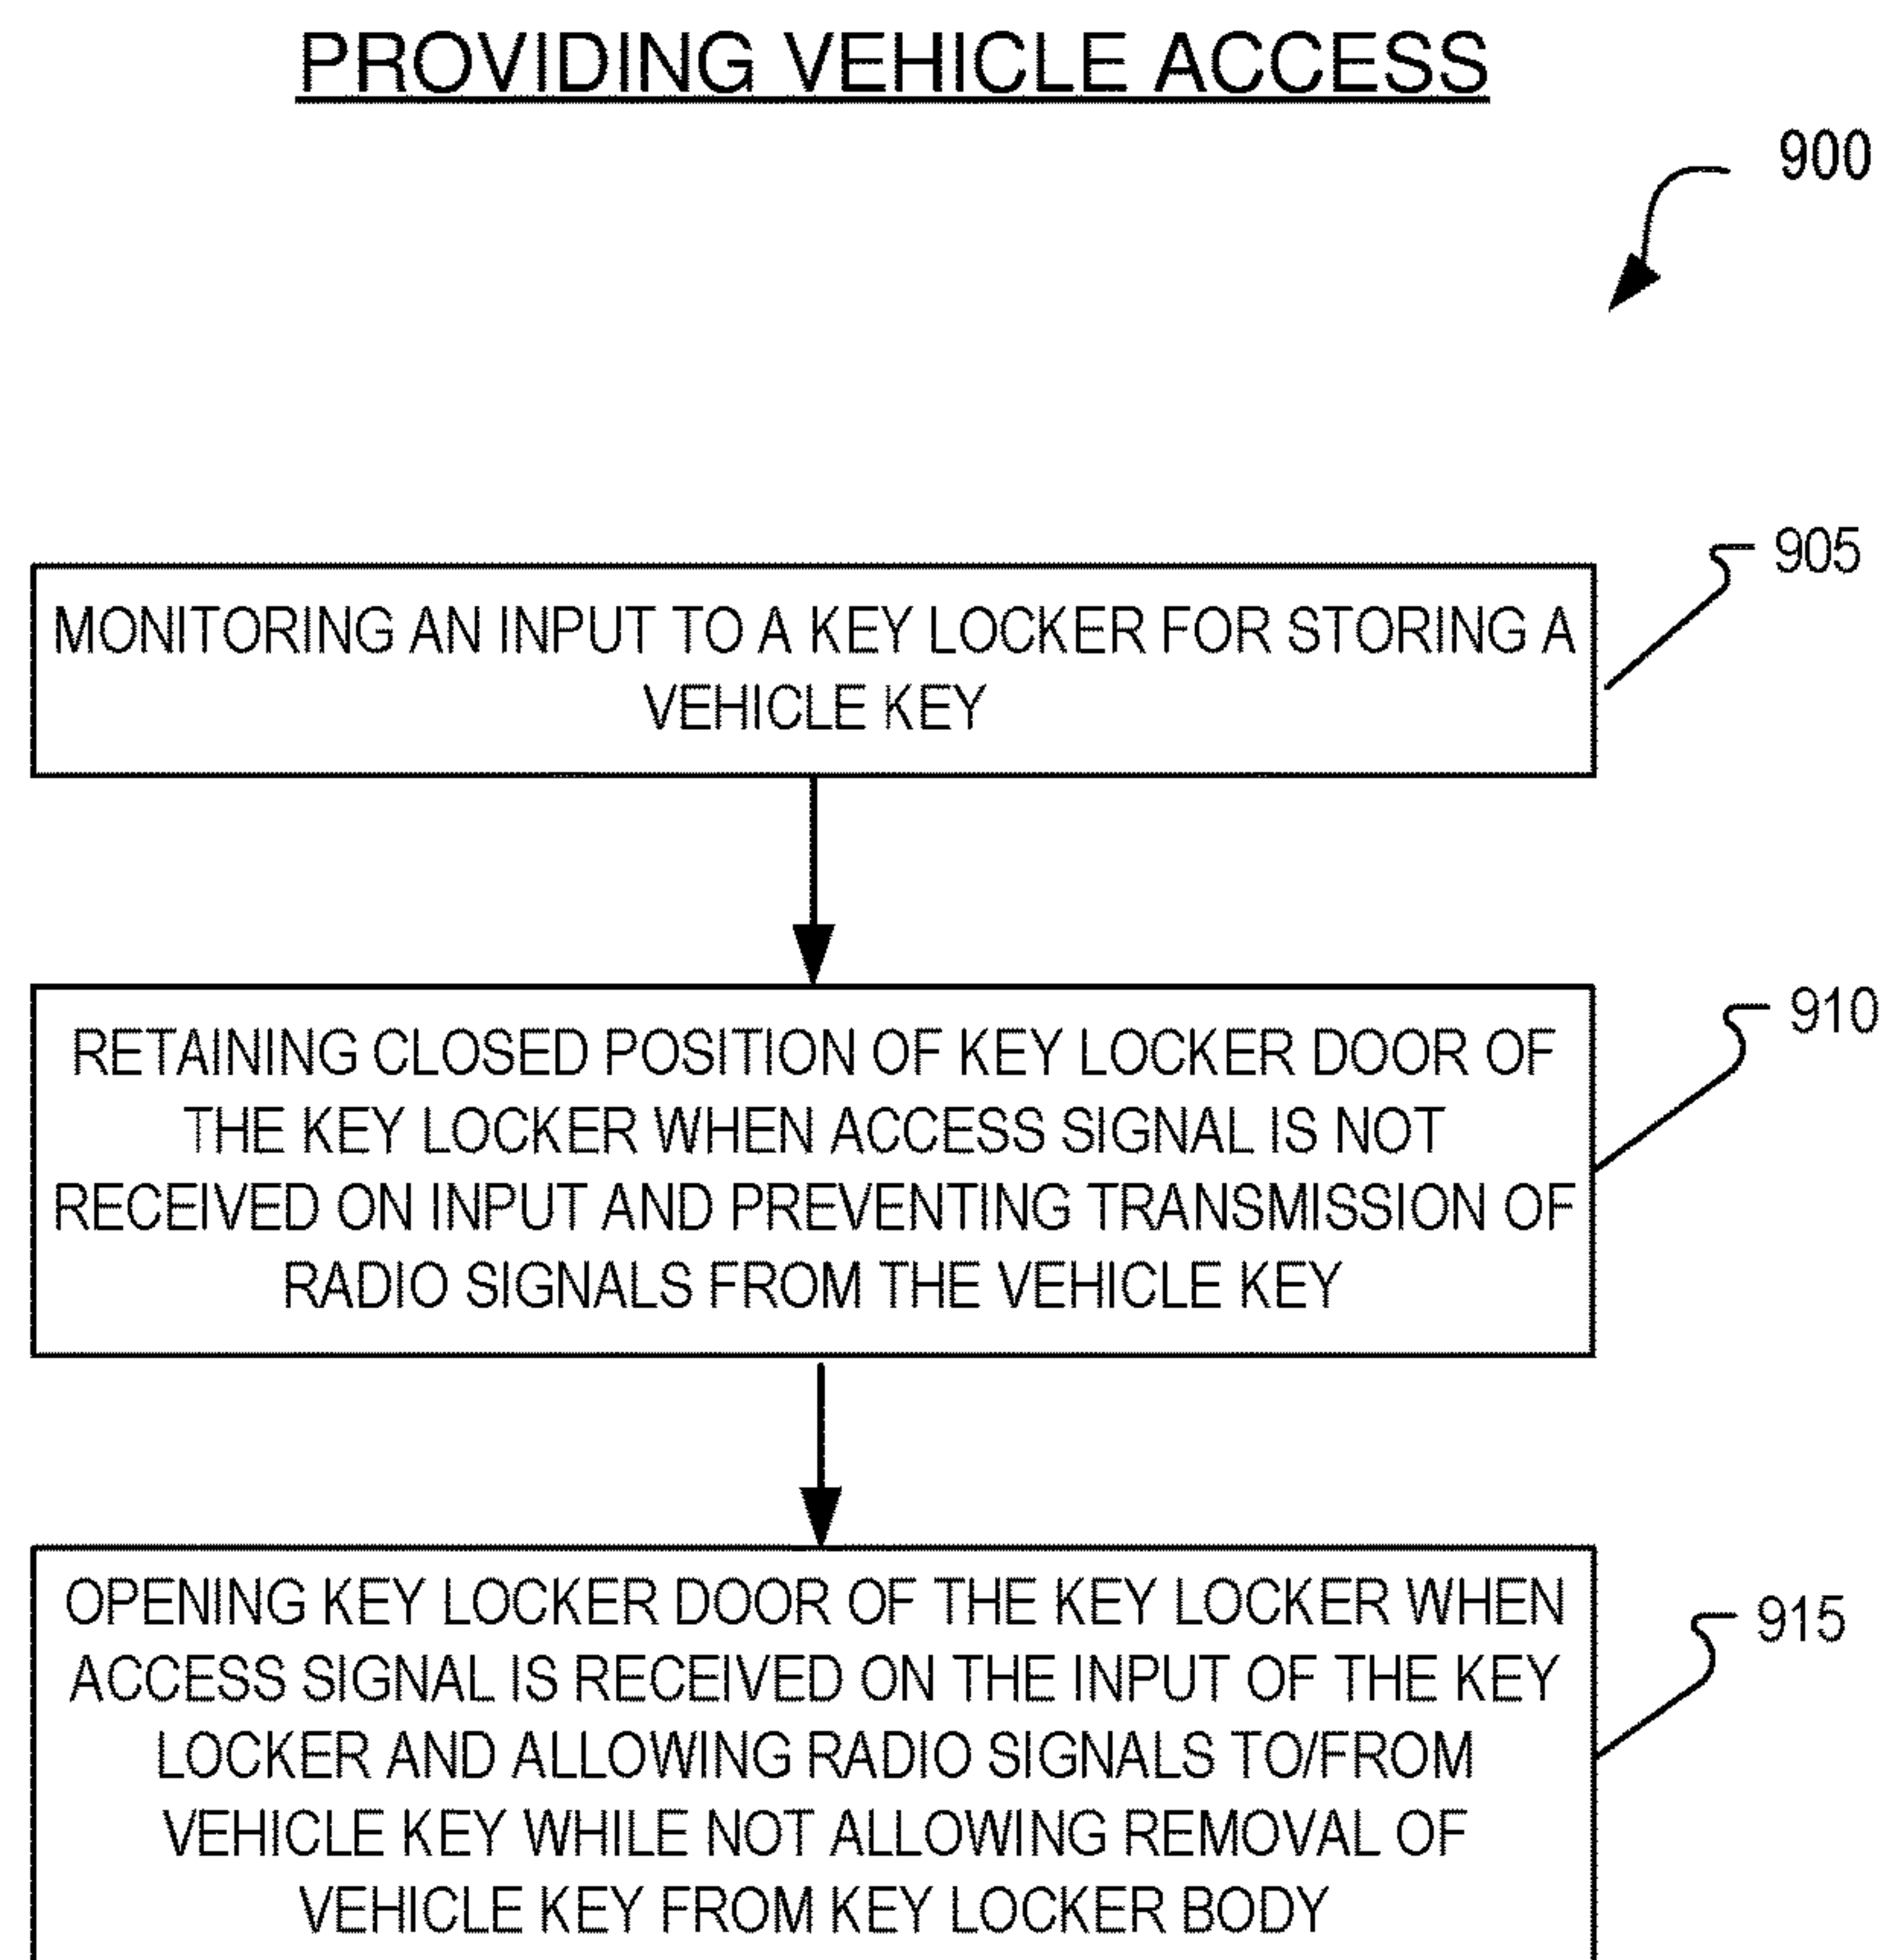 PROVIDING VEHICLE ACCESS
900
905
MONITORING AN INPUT TO A KEY LOCKER FOR STORING A
VEHICLE KEY
910
RETAINING CLOSED POSITION OF KEY LOCKER DOOR OF
THE KEY LOCKER WHEN ACCESS SIGNAL IS NOT
RECEIVED ON INPUT AND PREVENTING TRANSMISSION OF
RADIO SIGNALS FROM THE VEHICLE KEY
915
OPENING KEY LOCKER DOOR OF THE KEY LOCKER WHEN
ACCESS SIGNAL IS RECEIVED ON THE INPUT OF THE KEY
LOCKER AND ALLOWING RADIO SIGNALS TO/FROM
VEHICLE KEY WHILE NOT ALLOWING REMOVAL OF
VEHICLE KEY FROM KEY LOCKER BODY